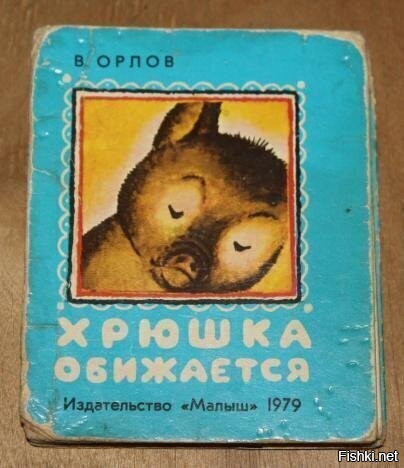 В. ОРЛОВ
ХРЮШКА
ОБИЖАЕТСЯ
Издательство «Малыш» 1979
Fishki.net